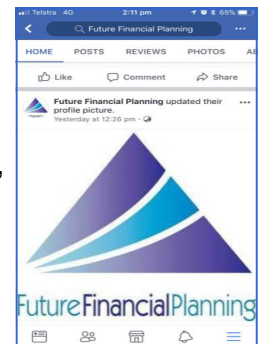 Telstra 4G 2:11 pm 65%
Future Financial Planning
HOME POSTS REVIEWS PHOTOS AB
Like Comment Share
Future Financial Planning updated their
profile picture.
Yesterday at 12:26 pm
FutureFinancialPlanning
,